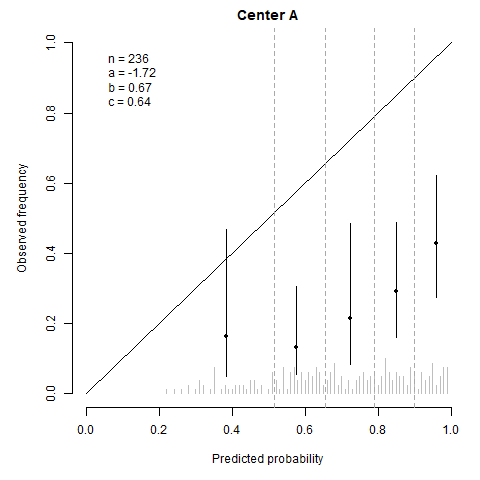 Center A
n = 236
a = -1.72
b = 0.67
c = 0.64
Observed frequency
1.0
0.8
0.6
0.4
0.2
0.0
0.0 0.2 0.4 0.6 0.8 1.0
Predicted probability